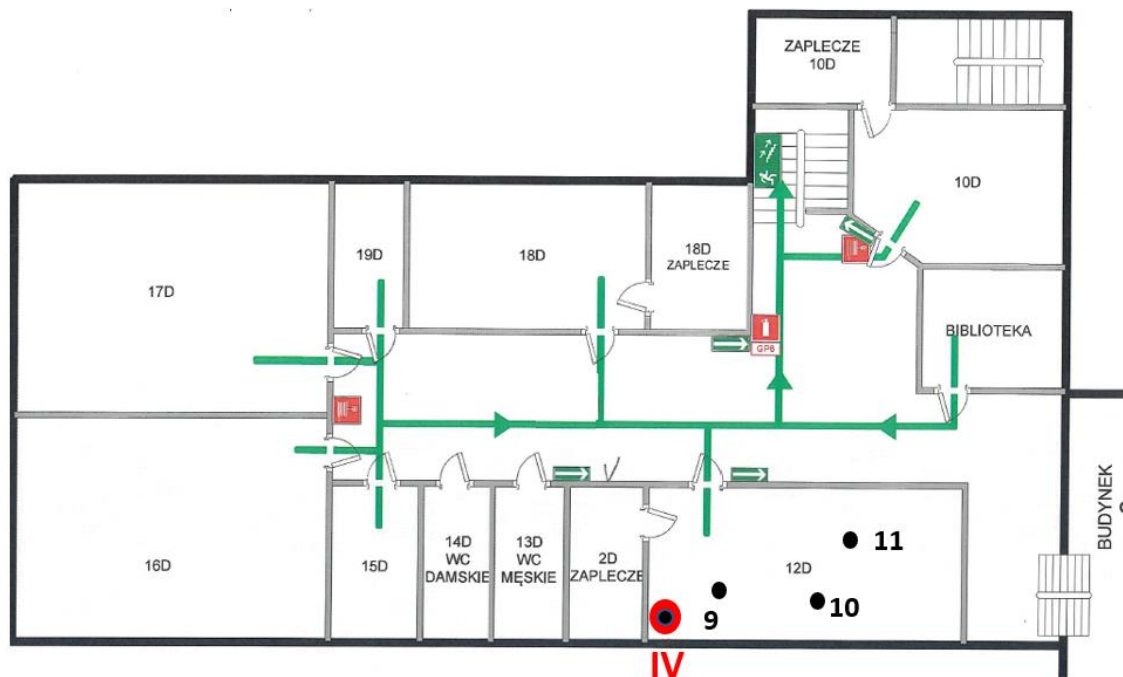 ZAPLECZE
10D
10D
17D
19D
18D
18D
ZAPLECZE
GP6
BIBLIOTEKA
16D
15D
14D
WC
DAMSKIE
13D
WC
MĘSKIE
2D
ZAPLECZE
12D
11
9
10
IV
BUDYNEK